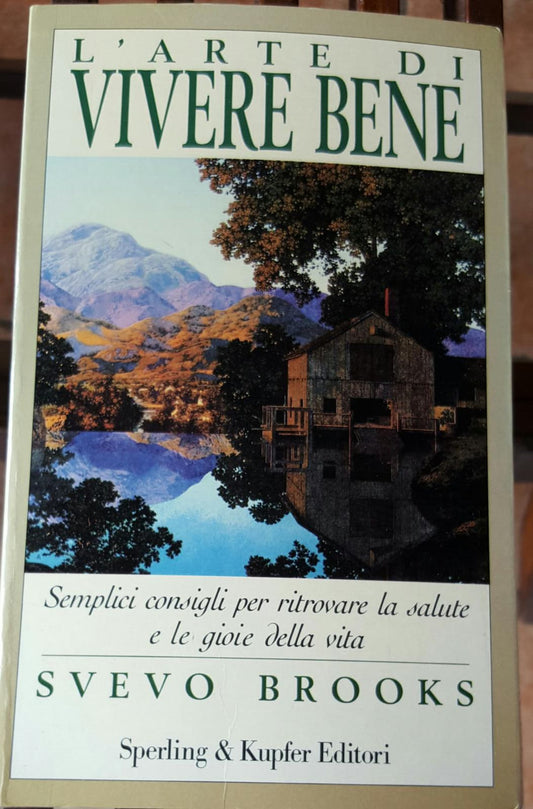 L'ARTE DI
VIVERE BENE
Semplici consigli per ritrovare la salute
e le gioie della vita
SVEVO BROOKS
Sperling & Kupfer Editori